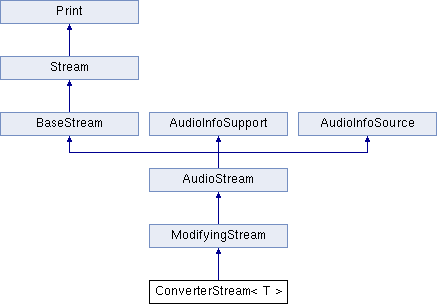 Print
Stream
BaseStream AudioInfoSupport AudioInfoSource
AudioStream
ModifyingStream
ConverterStream< T >